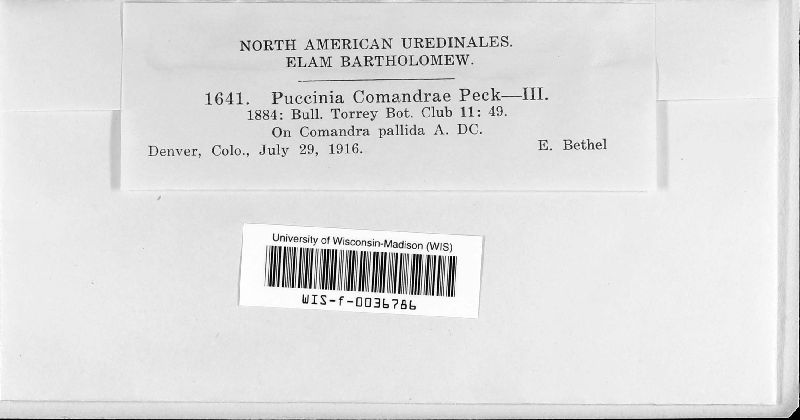 NORTH AMERICAN UREDINALES.
ELAM BARTHOLOMEW.
1641. Puccinia Comandrae Peck—III.
1884: Bull. Torrey Bot. Club 11: 49.
On Comandra pallida A. DC.
Denver, Colo., July 29, 1916. E. Bethel
University of Wisconsin-Madison (WIS)
WIS-f-0036786